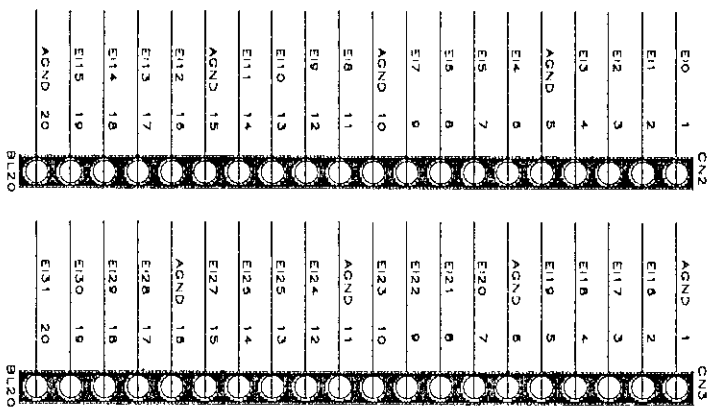 CN2
EI0 1
EI1 2
EI2 3
EI3 4
AGND 5
EI4 6
EI5 7
EI6 8
EI7 9
AGND 10
EI8 11
EI9 12
EI10 13
EI11 14
AGND 15
EI12 16
EI13 17
EI14 18
EI15 19
AGND 20
BL20
CN3
AGND 1
EI16 2
EI17 3
EI18 4
EI19 5
AGND 6
EI20 7
EI21 8
EI22 9
EI23 10
AGND 11
EI24 12
EI25 13
EI26 14
EI27 15
AGND 16
EI28 17
EI29 18
EI30 19
EI31 20
BL20